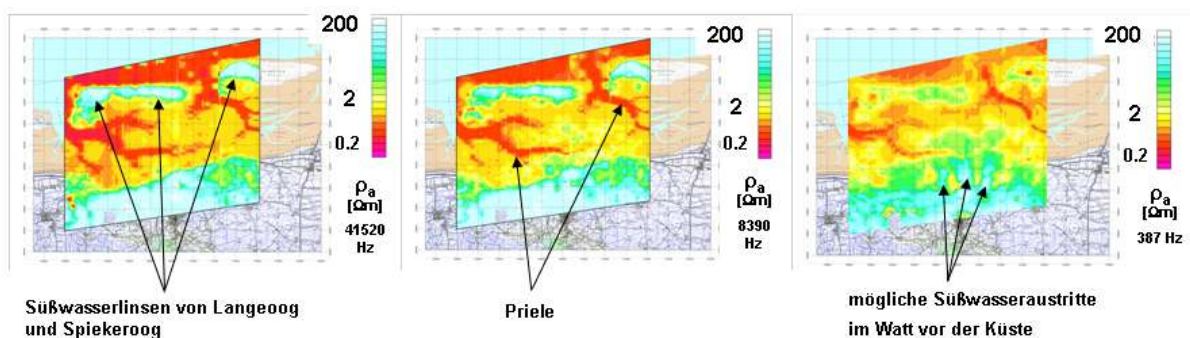 200
2
0.2
ρa
[Ωm]
41520
Hz
200
2
0.2
ρa
[Ωm]
8390
Hz
200
2
0.2
ρa
[Ωm]
387 Hz
Süßwasserlinsen von Langeoog
und Spiekeroog
Priele
mögliche Süßwasseraustritte
im Watt vor der Küste